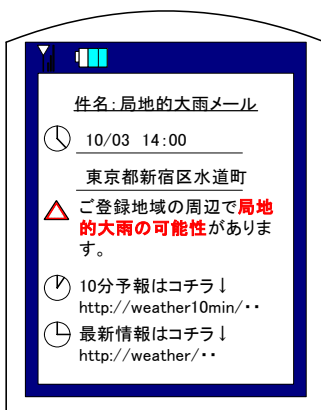 件名:局地的大雨メール
10/03 14:00
東京都新宿区水道町
ご登録地域の周辺で局地
的大雨の可能性がありま
す。
10分予報はコチラ↓
http://weather10min/‥
最新情報はコチラ↓
http://weather/‥